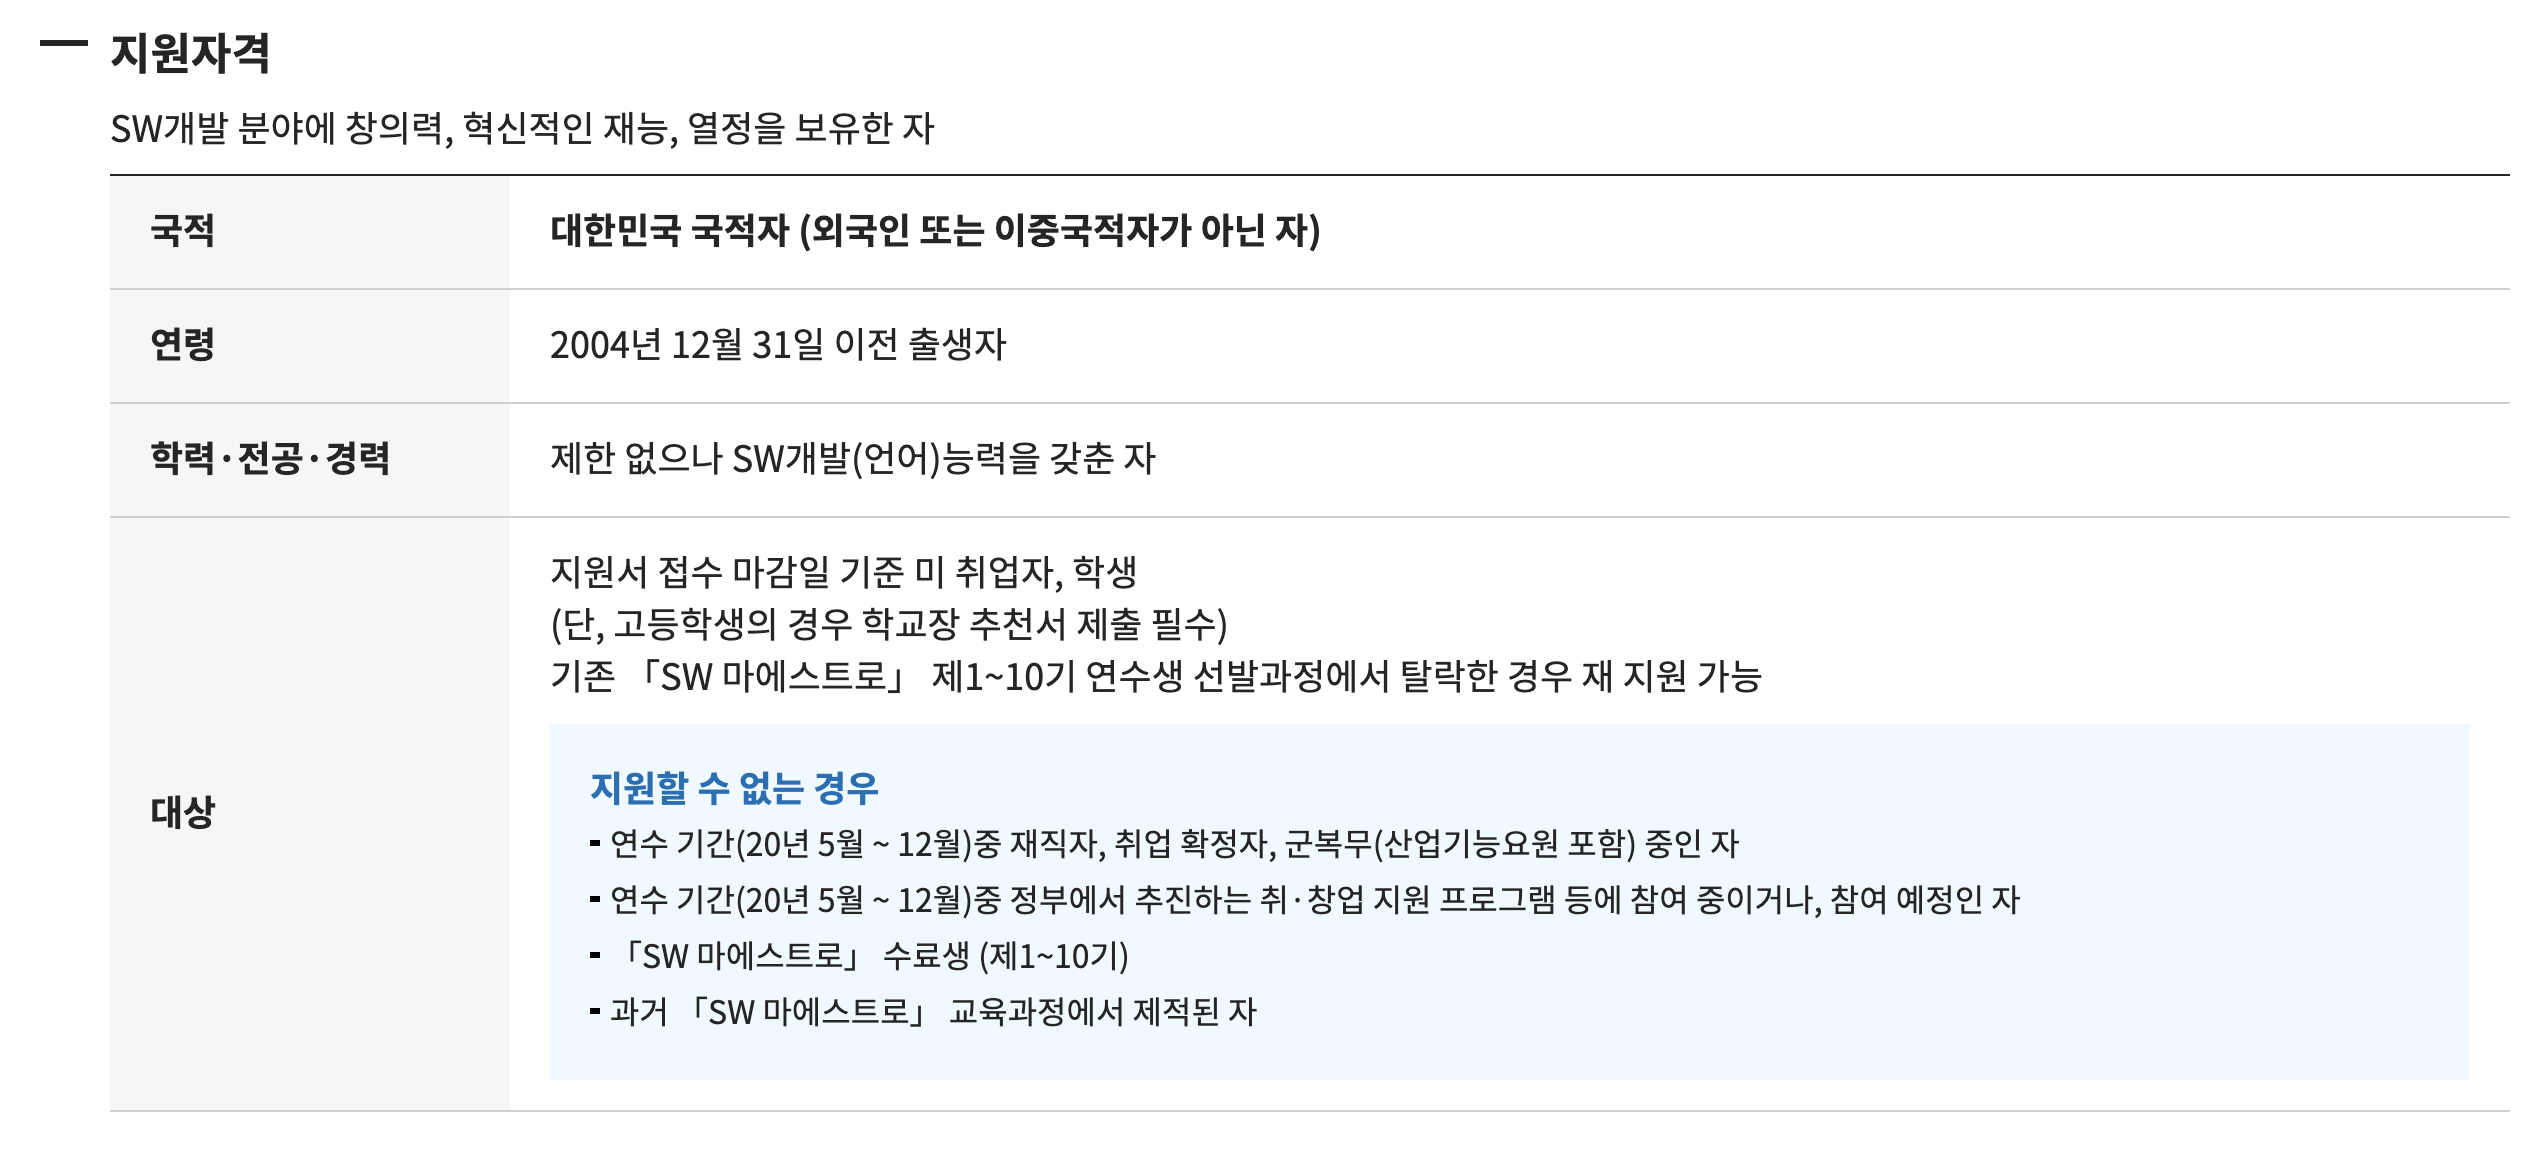 지원자격
SW개발 분야에 창의력, 혁신적인 재능, 열정을 보유한 자
국적
대한민국 국적자 (외국인 또는 이중국적자가 아닌 자)
연령
2004년 12월 31일 이전 출생자
학력·전공·경력
제한 없으나 SW개발(언어)능력을 갖춘 자
대상
지원서 접수 마감일 기준 미 취업자, 학생
(단, 고등학생의 경우 학교장 추천서 제출 필수)
기존 「SW 마에스트로」 제1~10기 연수생 선발과정에서 탈락한 경우 재 지원 가능
지원할 수 없는 경우
- 연수 기간(20년 5월 ~ 12월)중 재직자, 취업 확정자, 군복무(산업기능요원 포함) 중인 자
- 연수 기간(20년 5월 ~ 12월)중 정부에서 추진하는 취·창업 지원 프로그램 등에 참여 중이거나, 참여 예정인 자
- 「SW 마에스트로」 수료생 (제1~10기)
- 과거 「SW 마에스트로」 교육과정에서 제적된 자